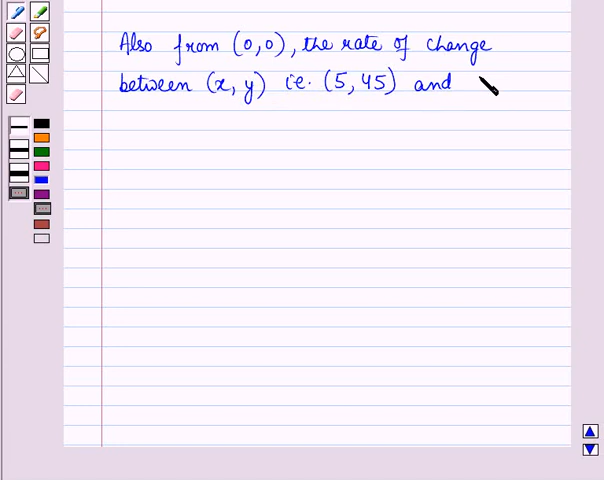 Also from (0,0), the rate of change
between (x, y) i.e. (5, 45) and